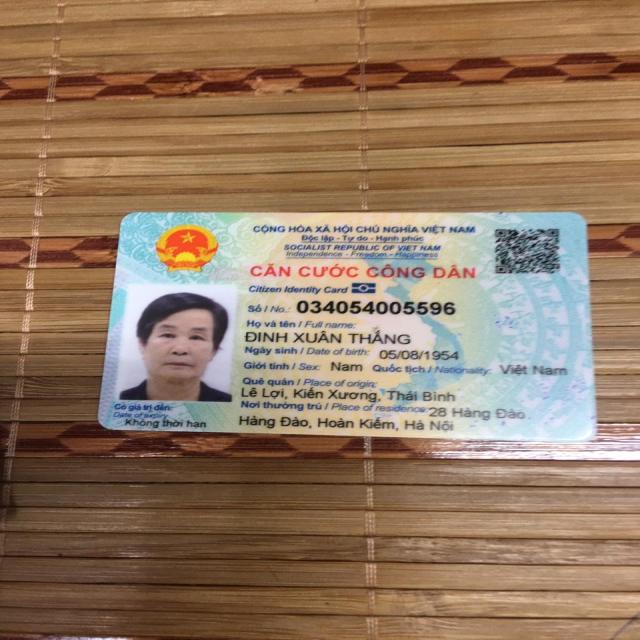 CỘNG HÒA XÃ HỘI CHỦ NGHĨA VIỆT NAM
Độc lập - Tự do - Hạnh phúc
SOCIALIST REPUBLIC OF VIET NAM
Independence - Freedom - Happiness
CĂN CƯỚC CÔNG DÂN
Citizen Identity Card
Số / No.: 034054005596
Họ và tên / Full name:
ĐINH XUÂN THẮNG
Ngày sinh / Date of birth: 05/08/1954
Giới tính / Sex: Nam Quốc tịch / Nationality: Việt Nam
Quê quán / Place of origin:
Lê Lợi, Kiến Xương, Thái Bình
Nơi thường trú / Place of residence: 28 Hàng Đào
Hàng Đào, Hoàn Kiếm, Hà Nội
Có giá trị đến:
Date of expiry
Không thời hạn